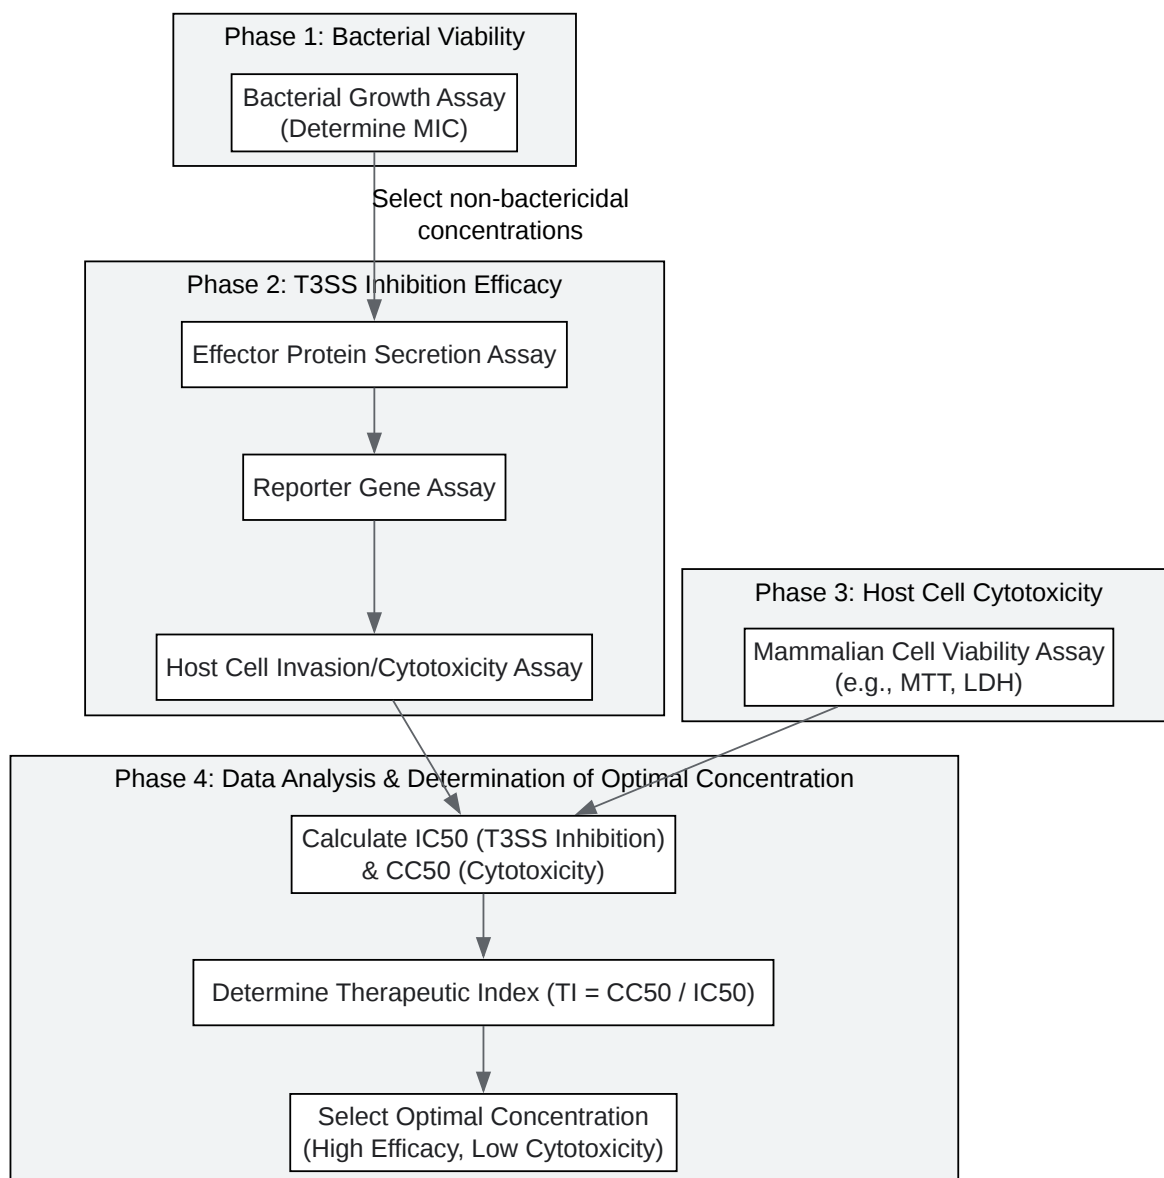 Phase 1: Bacterial Viability
Bacterial Growth Assay
(Determine MIC)
Select non-bactericidal
concentrations
Phase 2: T3SS Inhibition Efficacy
Effector Protein Secretion Assay
Reporter Gene Assay
Host Cell Invasion/Cytotoxicity Assay
Phase 3: Host Cell Cytotoxicity
Mammalian Cell Viability Assay
(e.g., MTT, LDH)
Phase 4: Data Analysis & Determination of Optimal Concentration
Calculate IC50 (T3SS Inhibition)
& CC50 (Cytotoxicity)
Determine Therapeutic Index (TI = CC50 / IC50)
Select Optimal Concentration
(High Efficacy, Low Cytotoxicity)